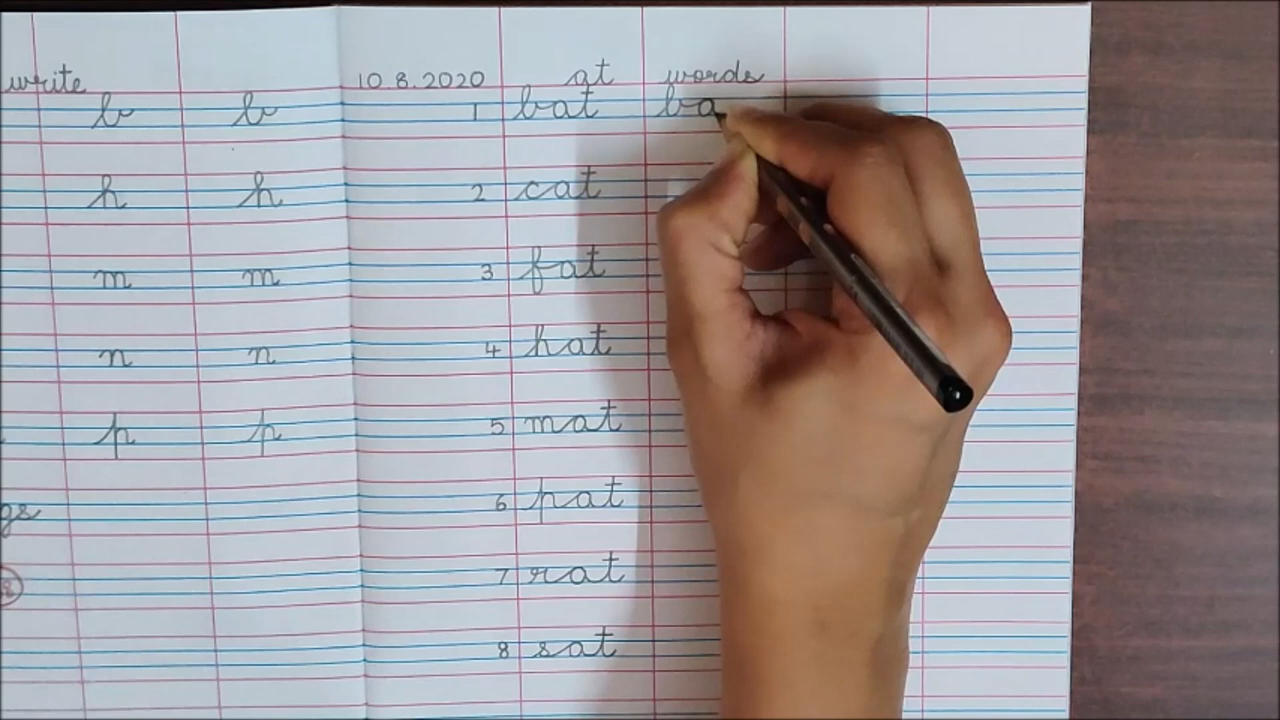 write
b b
h h
m m
n n
p p
gs
10.8.2020 at words
1 bat ba
2 cat
3 fat
4 hat
5 mat
6 pat
7 rat
8 sat